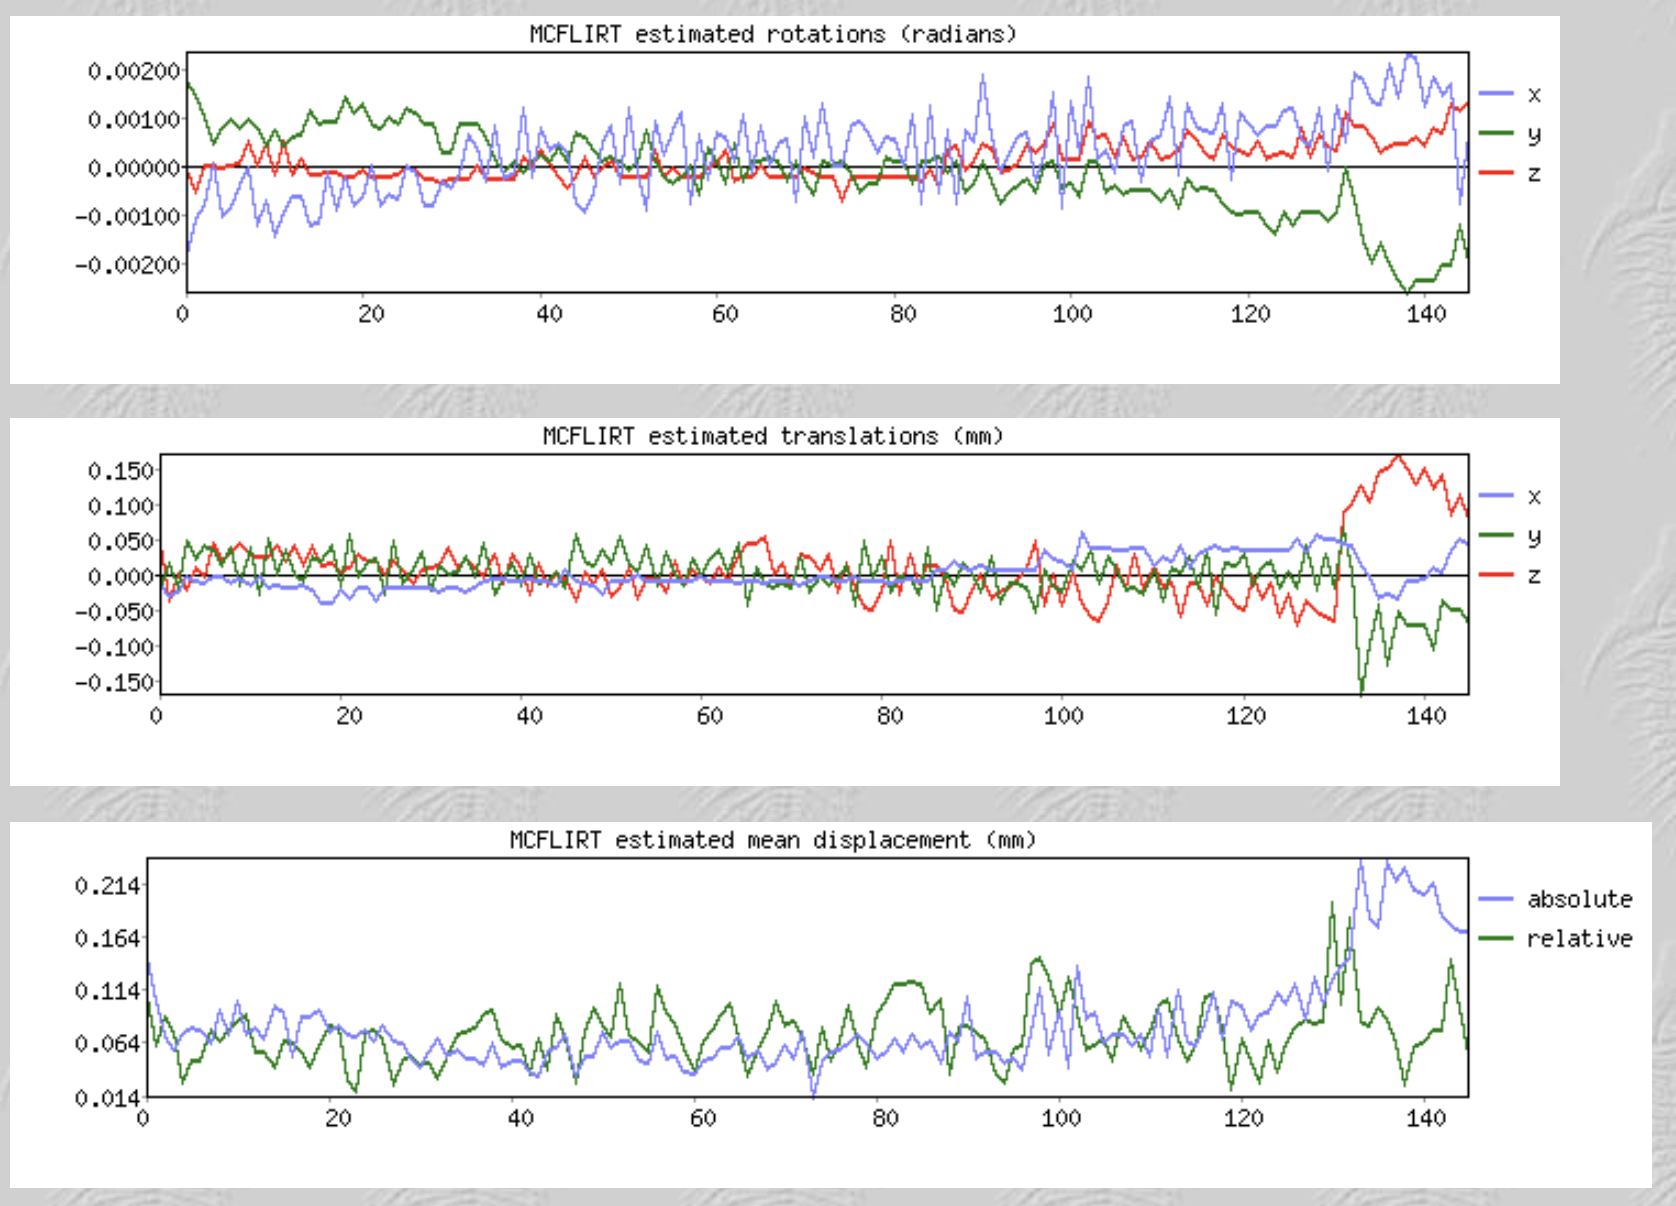 MCFLIRT estimated rotations (radians)
0.00200
0.00100
0.00000
−0.00100
−0.00200
0 20 40 60 80 100 120 140
x
y
z
MCFLIRT estimated translations (mm)
0.150
0.100
0.050
0.000
−0.050
−0.100
−0.150
0 20 40 60 80 100 120 140
x
y
z
MCFLIRT estimated mean displacement (mm)
0.214
0.164
0.114
0.064
0.014
0 20 40 60 80 100 120 140
absolute
relative